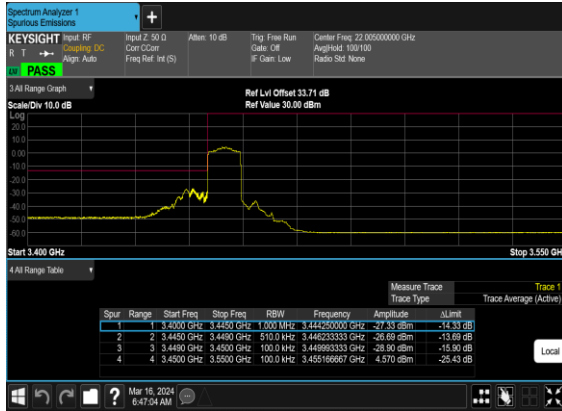 Spectrum Analyzer 1
Spurious Emissions
KEYSIGHT Input: RF Input Z: 50 Ω Atten: 10 dB Trig: Free Run Center Freq: 22.005000000 GHz
R T Coupling: DC Corr CCorr Gate: Off Avg|Hold: 100/100
Align: Auto Freq Ref: Int (S) IF Gain: Low Radio Std: None
LXI PASS
3 All Range Graph
Ref Lvl Offset 33.71 dB
Scale/Div 10.0 dB Ref Value 30.00 dBm
Log
20.0
10.0
0.00
-10.0
-20.0
-30.0
-40.0
-50.0
-60.0
Start 3.400 GHz Stop 3.550 GH
4 All Range Table
Measure Trace Trace 1
Trace Type Trace Average (Active)
Spur Range Start Freq Stop Freq RBW Frequency Amplitude ΔLimit
1 1 3.4000 GHz 3.4450 GHz 1.000 MHz 3.444250000 GHz -27.33 dBm -14.33 dB
2 2 3.4450 GHz 3.4490 GHz 510.0 kHz 3.446233333 GHz -26.69 dBm -13.69 dB
3 3 3.4490 GHz 3.4500 GHz 100.0 kHz 3.449993333 GHz -28.90 dBm -15.90 dB
4 4 3.4500 GHz 3.5500 GHz 100.0 kHz 3.455166667 GHz 4.570 dBm -25.43 dB
Local
Mar 16, 2024
6:47:04 AM